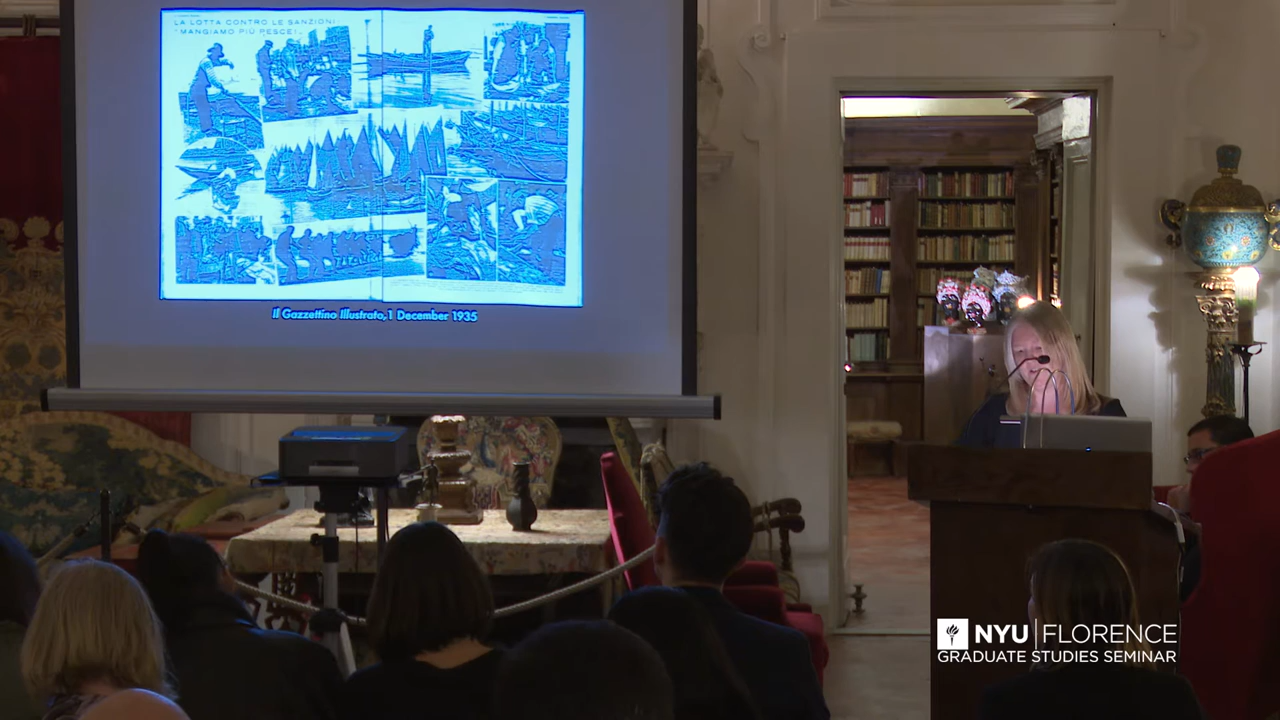 LA LOTTA CONTRO LE SANZIONI:
"MANGIAMO PIÙ PESCE!„
Il Gazzettino Illustrato,1 December 1935
NYU | FLORENCE
GRADUATE STUDIES SEMINAR